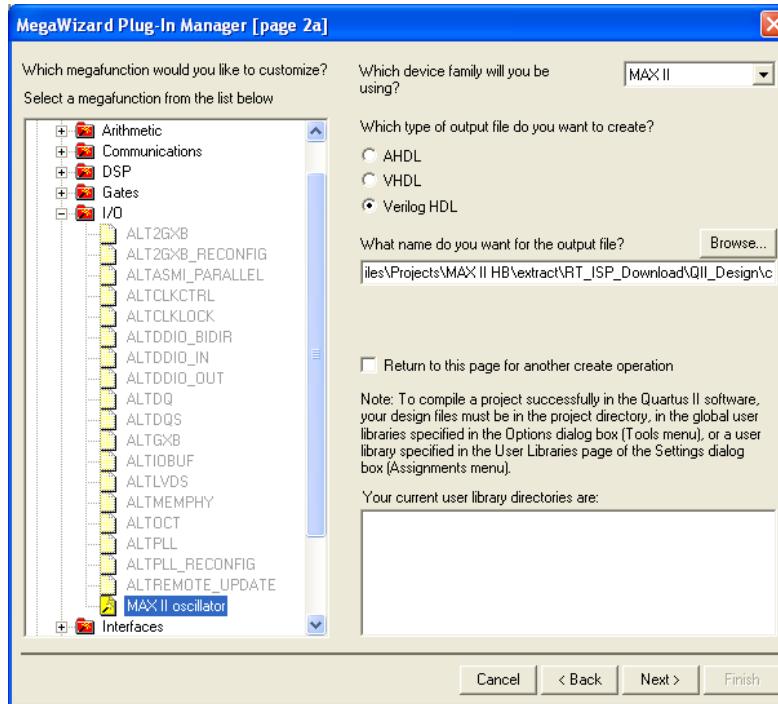 MegaWizard Plug-In Manager [page 2a]
Which megafunction would you like to customize?
Select a megafunction from the list below
Arithmetic
Communications
DSP
Gates
I/O
ALT2GXB
ALT2GXB_RECONFIG
ALTASMI_PARALLEL
ALTCLKCTRL
ALTCLKLOCK
ALTDDIO_BIDIR
ALTDDIO_IN
ALTDDIO_OUT
ALTDQ
ALTDQS
ALTGXB
ALTIOBUF
ALTLVDS
ALTMEMPHY
ALTOCT
ALTPLL
ALTPLL_RECONFIG
ALTREMOTE_UPDATE
MAX II oscillator
Interfaces
Which device family will you be
using?
MAX II
Which type of output file do you want to create?
AHDL
VHDL
Verilog HDL
What name do you want for the output file?
Browse...
iles\Projects\MAX II HB\extract\RT_ISP_Download\QII_Design\c
Return to this page for another create operation
Note: To compile a project successfully in the Quartus II software,
your design files must be in the project directory, in the global user
libraries specified in the Options dialog box (Tools menu), or a user
library specified in the User Libraries page of the Settings dialog
box (Assignments menu).
Your current user library directories are:
Cancel
< Back
Next >
Finish